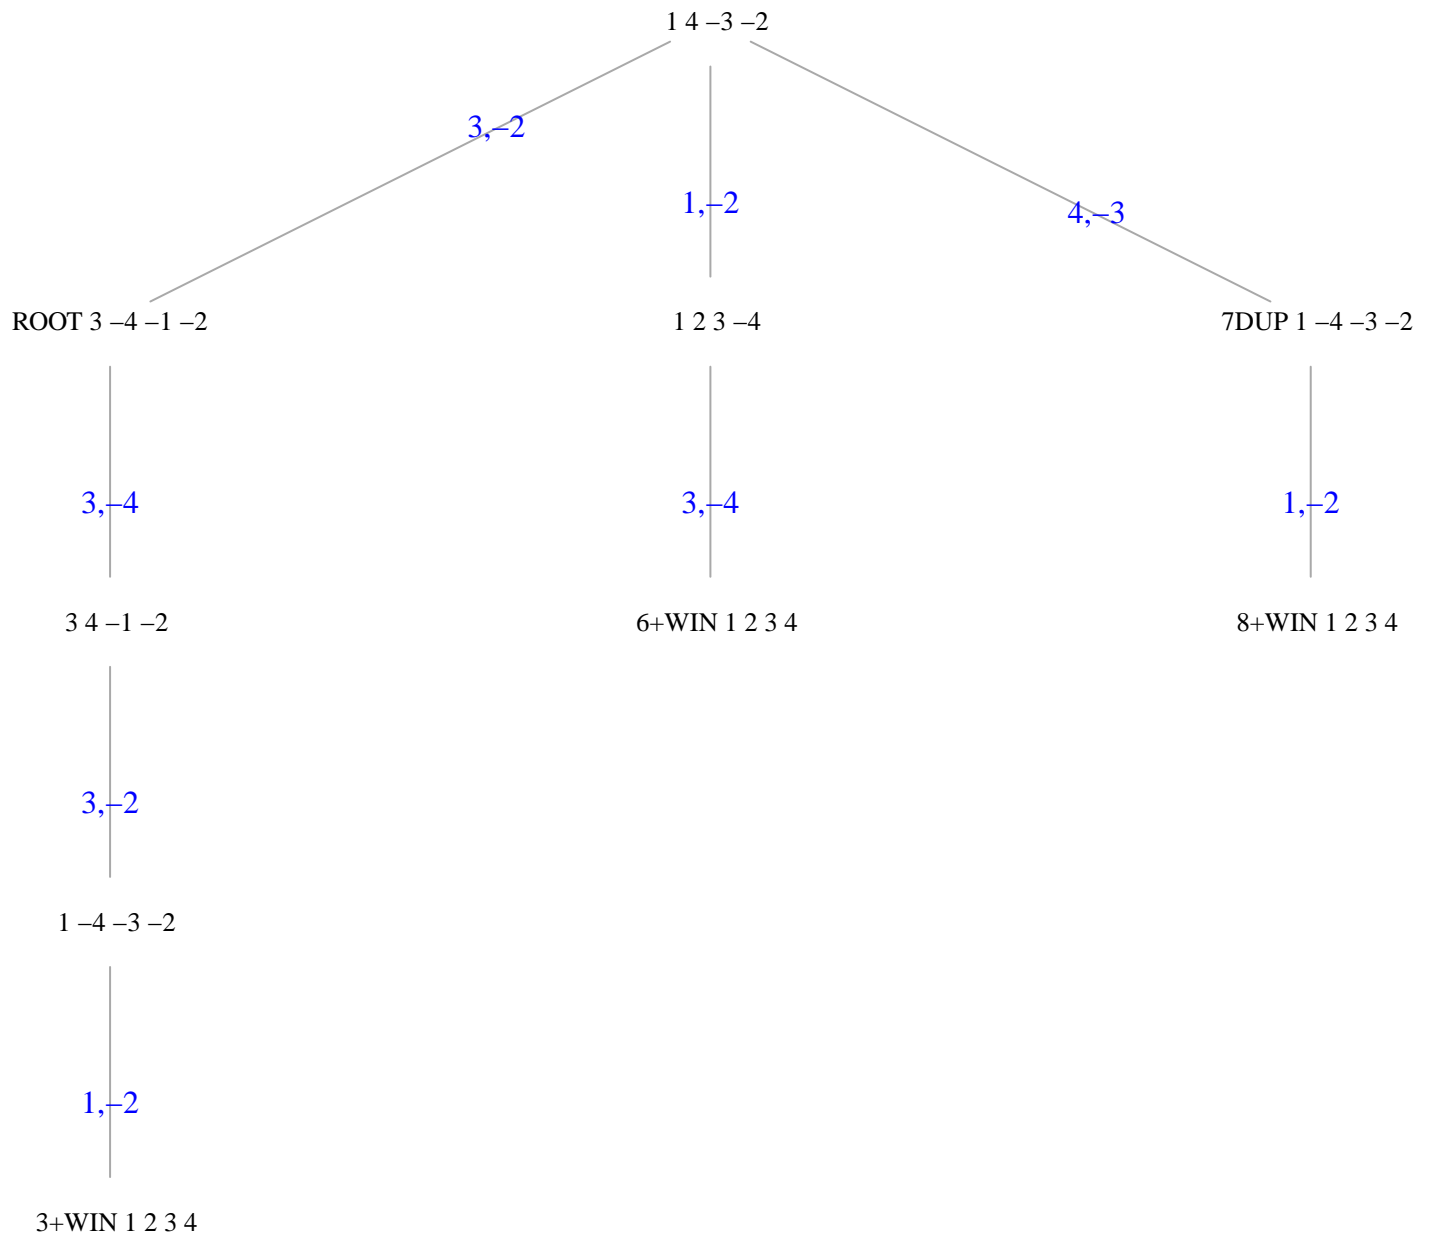 1 4 –3 –2
3,–2
1,–2
4,–3
ROOT 3 –4 –1 –2
1 2 3 –4
7DUP 1 –4 –3 –2
3,–4
3,–4
1,–2
3 4 –1 –2
6+WIN 1 2 3 4
8+WIN 1 2 3 4
3,–2
1 –4 –3 –2
1,–2
3+WIN 1 2 3 4